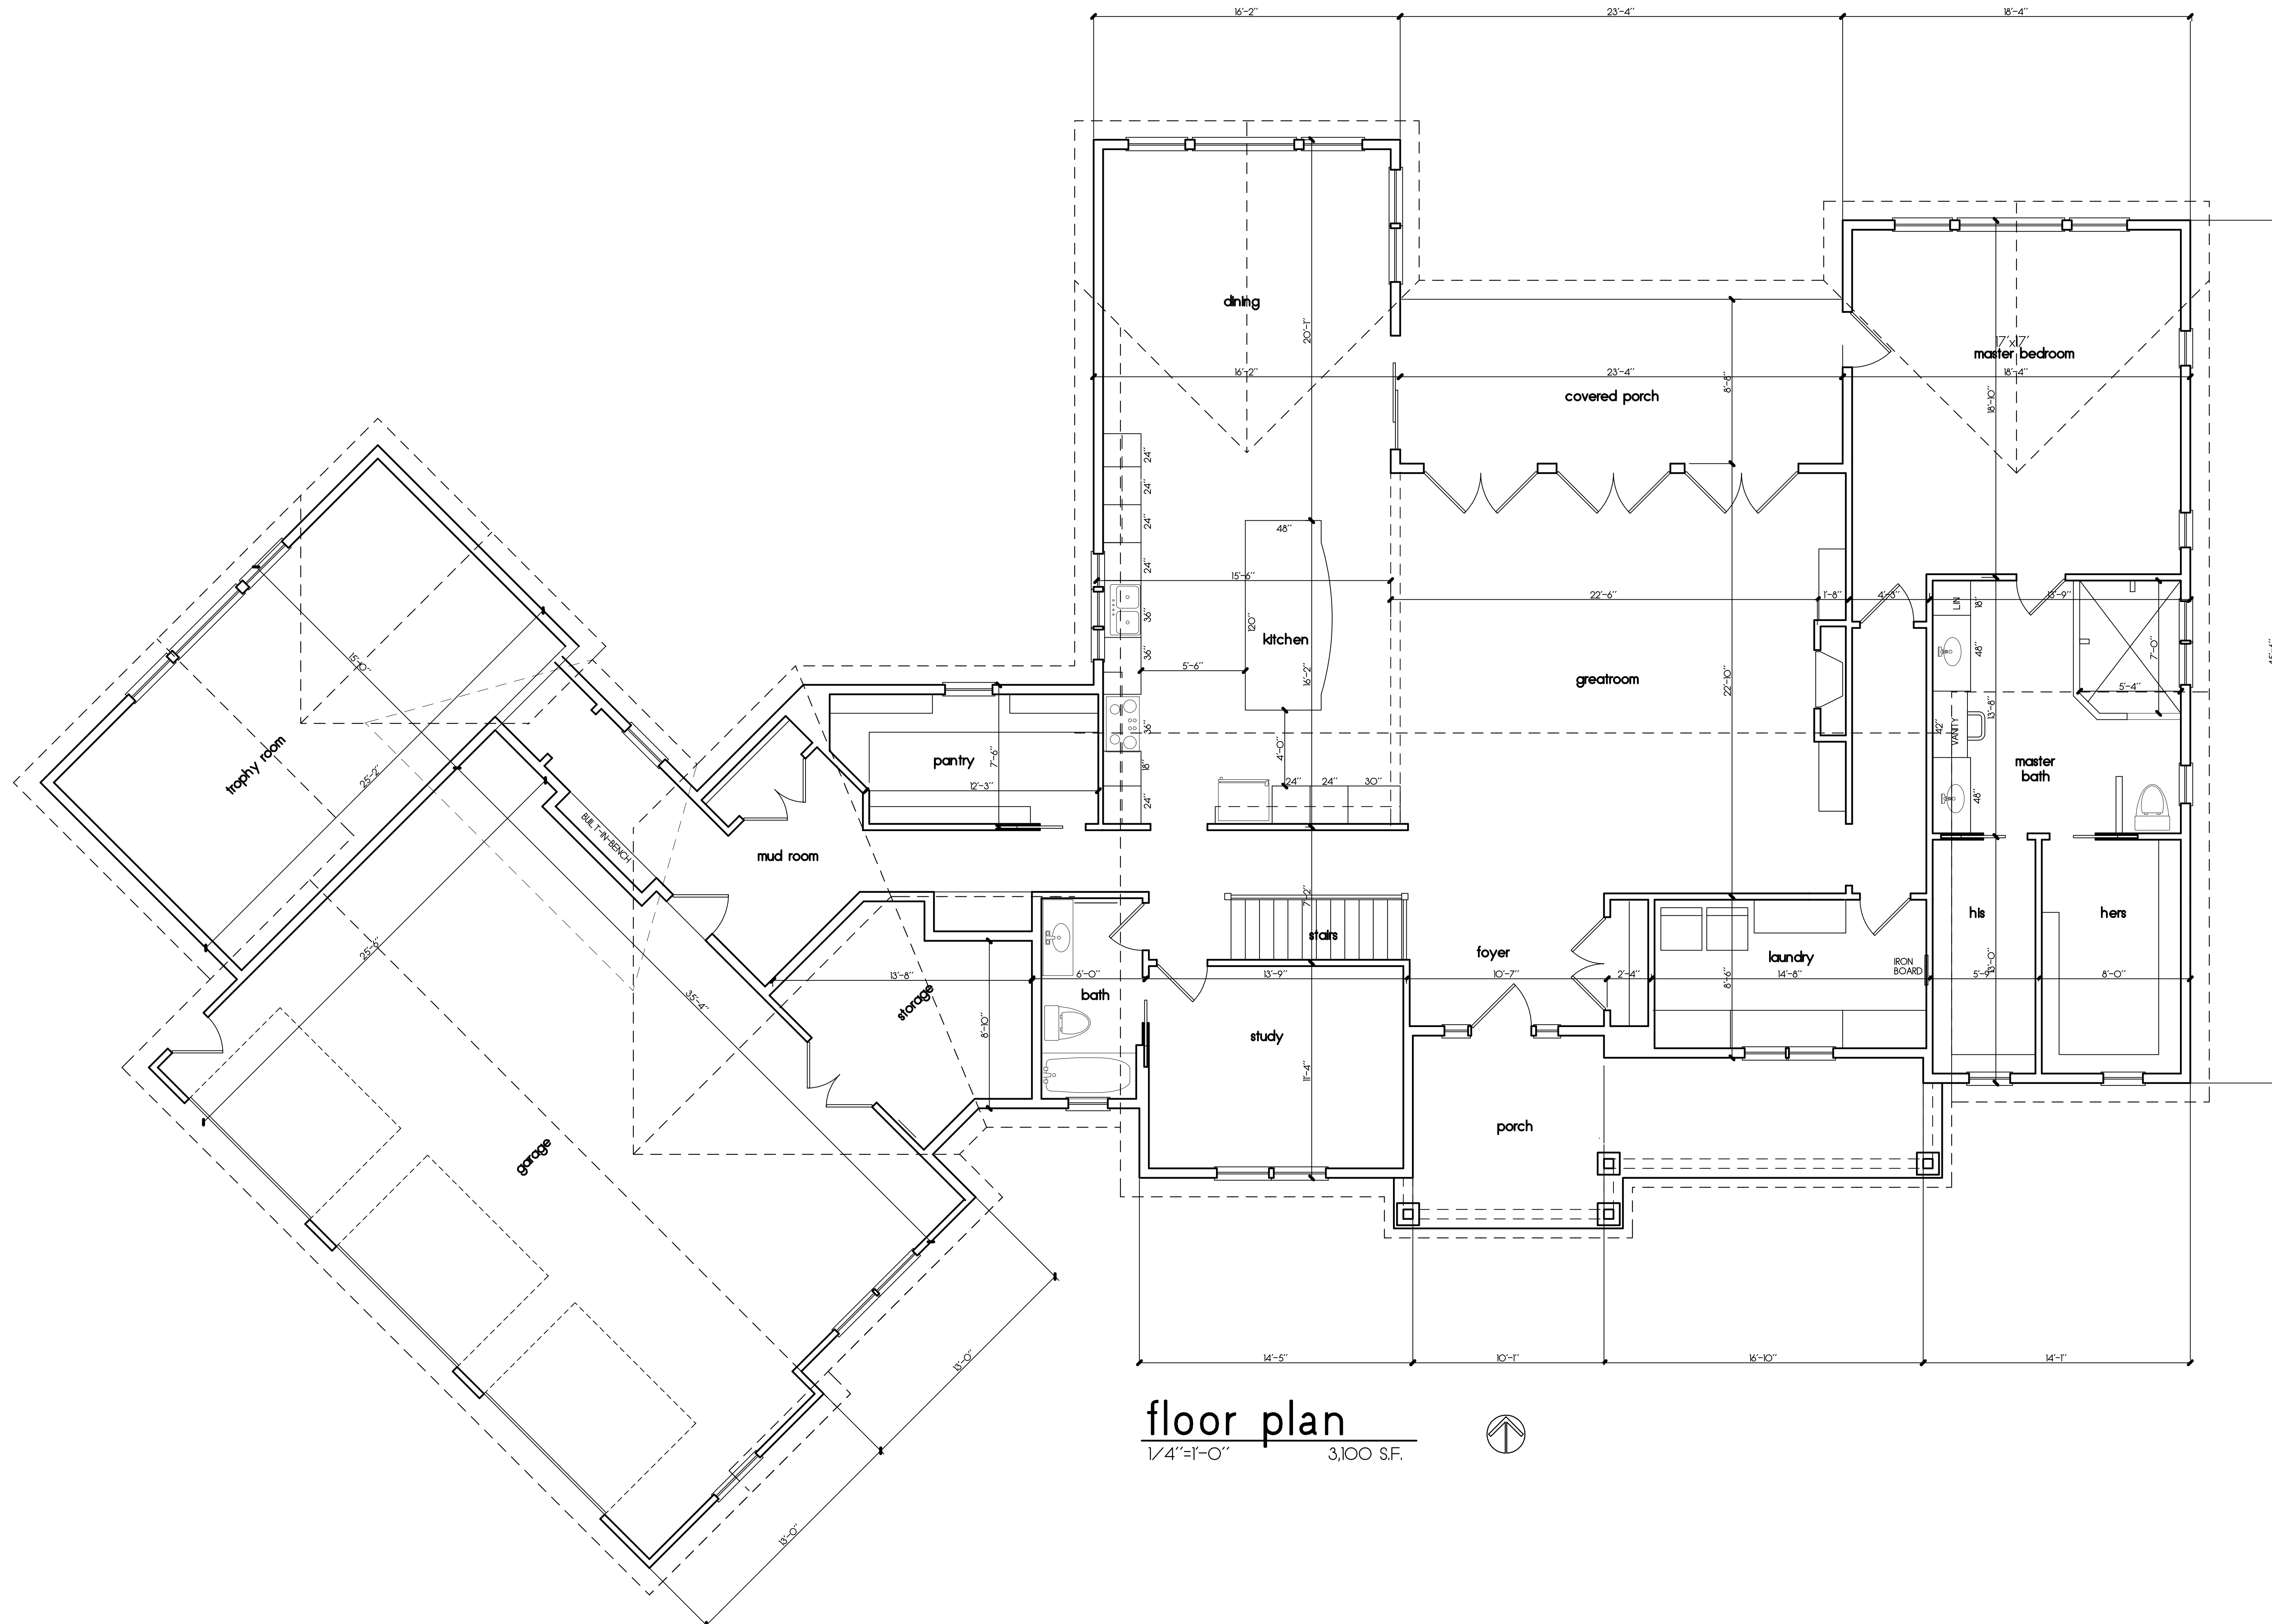 16'-2"
23'-4"
18'-4"
dining
20'-1"
17'x17'
master bedroom
16'-2"
23'-4"
18'-4"
8'-8"
18'-10"
covered porch
24"
24"
24"
24"
48"
15'-6"
22'-6"
1'-8"
4'-3"
13'-9"
LIN
18"
36"
120"
kitchen
36"
48"
7'-0"
5'-6"
16'-2"
greatroom
22'-10"
5'-4"
13'-8"
42"
VANITY
36"
4'-0"
pantry
7'-6"
18"
master
bath
12'-3"
24"
24"
24"
30"
48"
15'-10"
trophy room
25'-2"
BUILT-IN-BENCH
mud room
7'-2"
stairs
foyer
laundry
his
hers
IRON
BOARD
25'-6"
13'-8"
6'-0"
13'-9"
10'-7"
2'-4"
14'-8"
8'-6"
5'-9"
13'-0"
8'-0"
35'-4"
storage
bath
8'-10"
study
11'-4"
porch
garage
13'-0"
13'-0"
14'-5"
10'-1"
16'-10"
14'-1"
floor plan
1/4"=1'-0"
3,100 S.F.